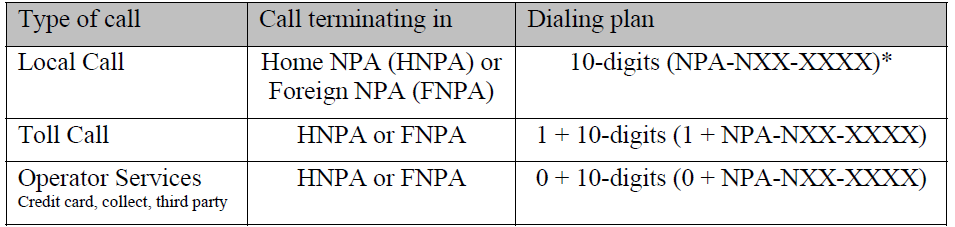 Type of call Call terminating in Dialing plan
Local Call Home NPA (HNPA) or 10-digits (NPA-NXX-XXXX)*
Foreign NPA (FNPA)
Toll Call HNPA or FNPA 1 + 10-digits (1 + NPA-NXX-XXXX)
Operator Services HNPA or FNPA 0 + 10-digits (0 + NPA-NXX-XXXX)
Credit card, collect, third party